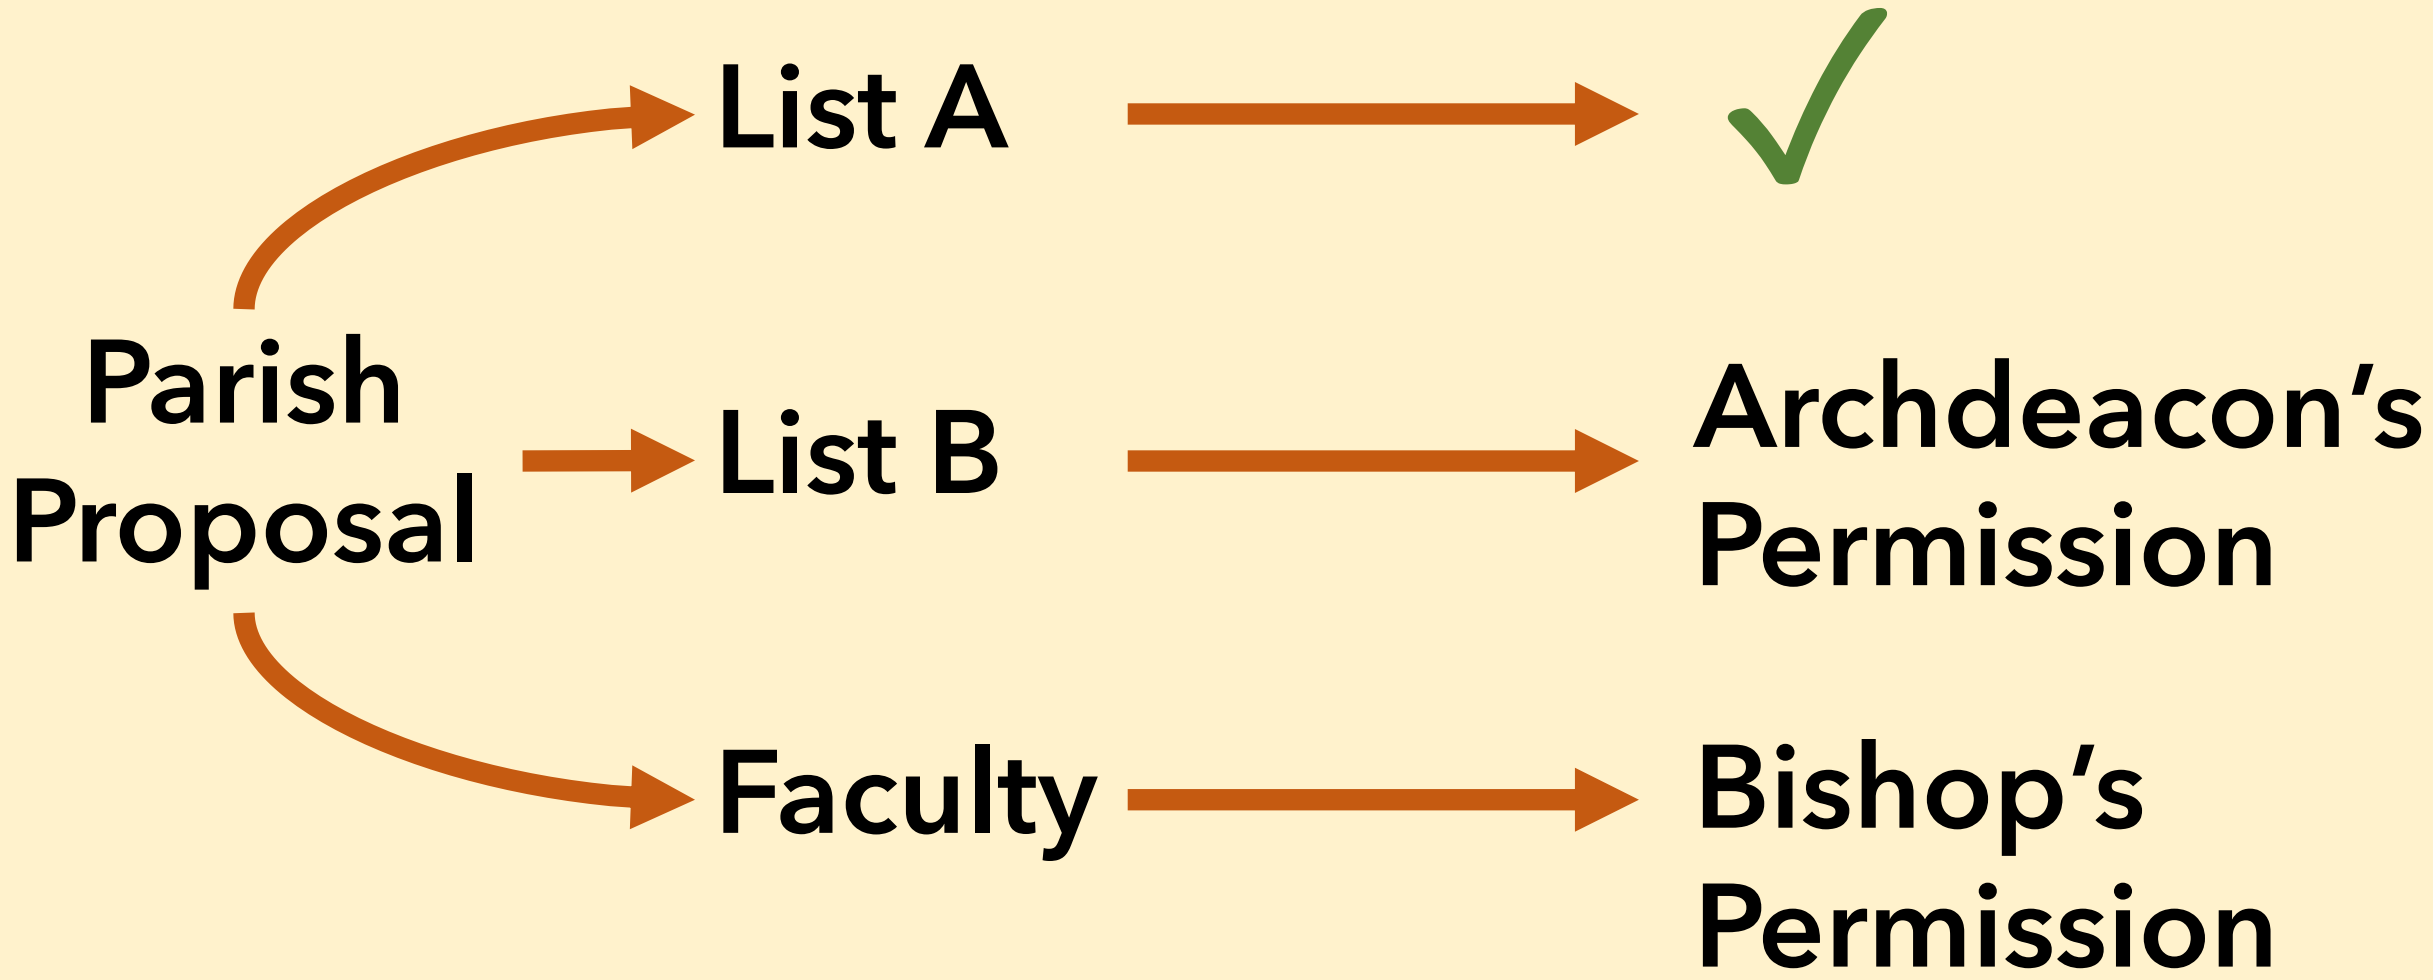 List A
Parish
Proposal
List B
Archdeacon’s
Permission
Faculty
Bishop’s
Permission